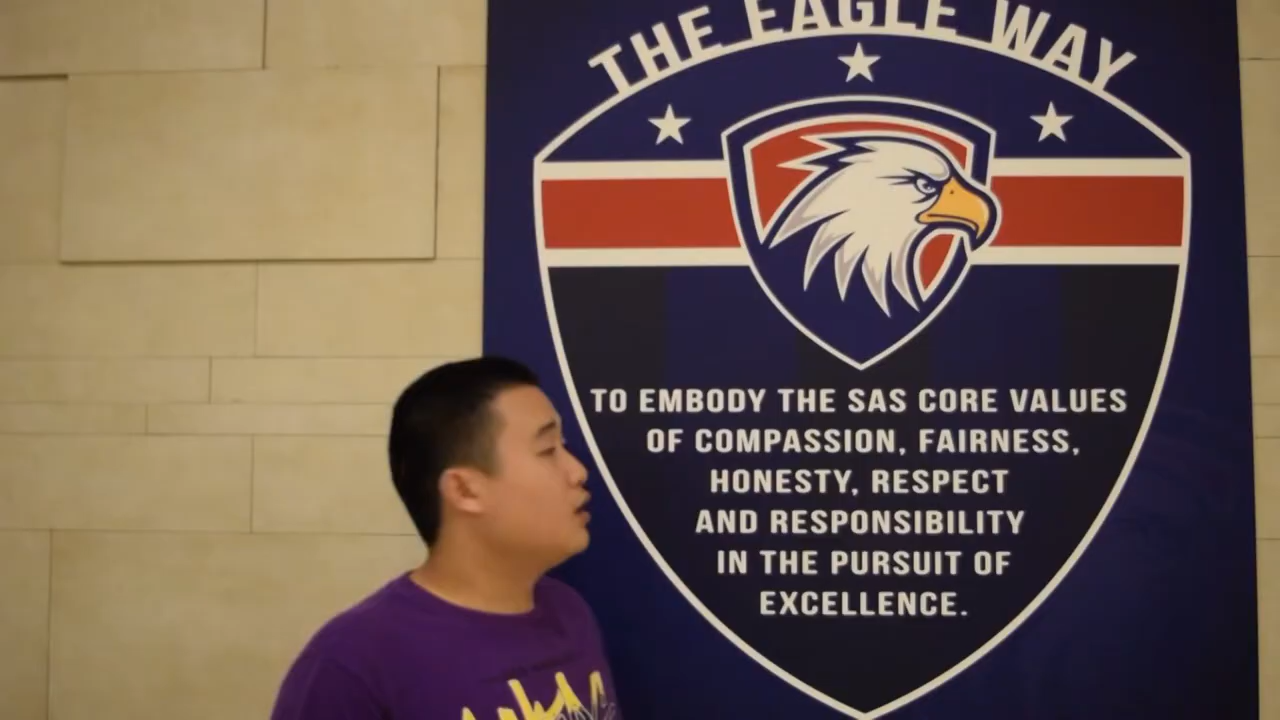 THE EAGLE WAY
TO EMBODY THE SAS CORE VALUES
OF COMPASSION, FAIRNESS,
HONESTY, RESPECT
AND RESPONSIBILITY
IN THE PURSUIT OF
EXCELLENCE.